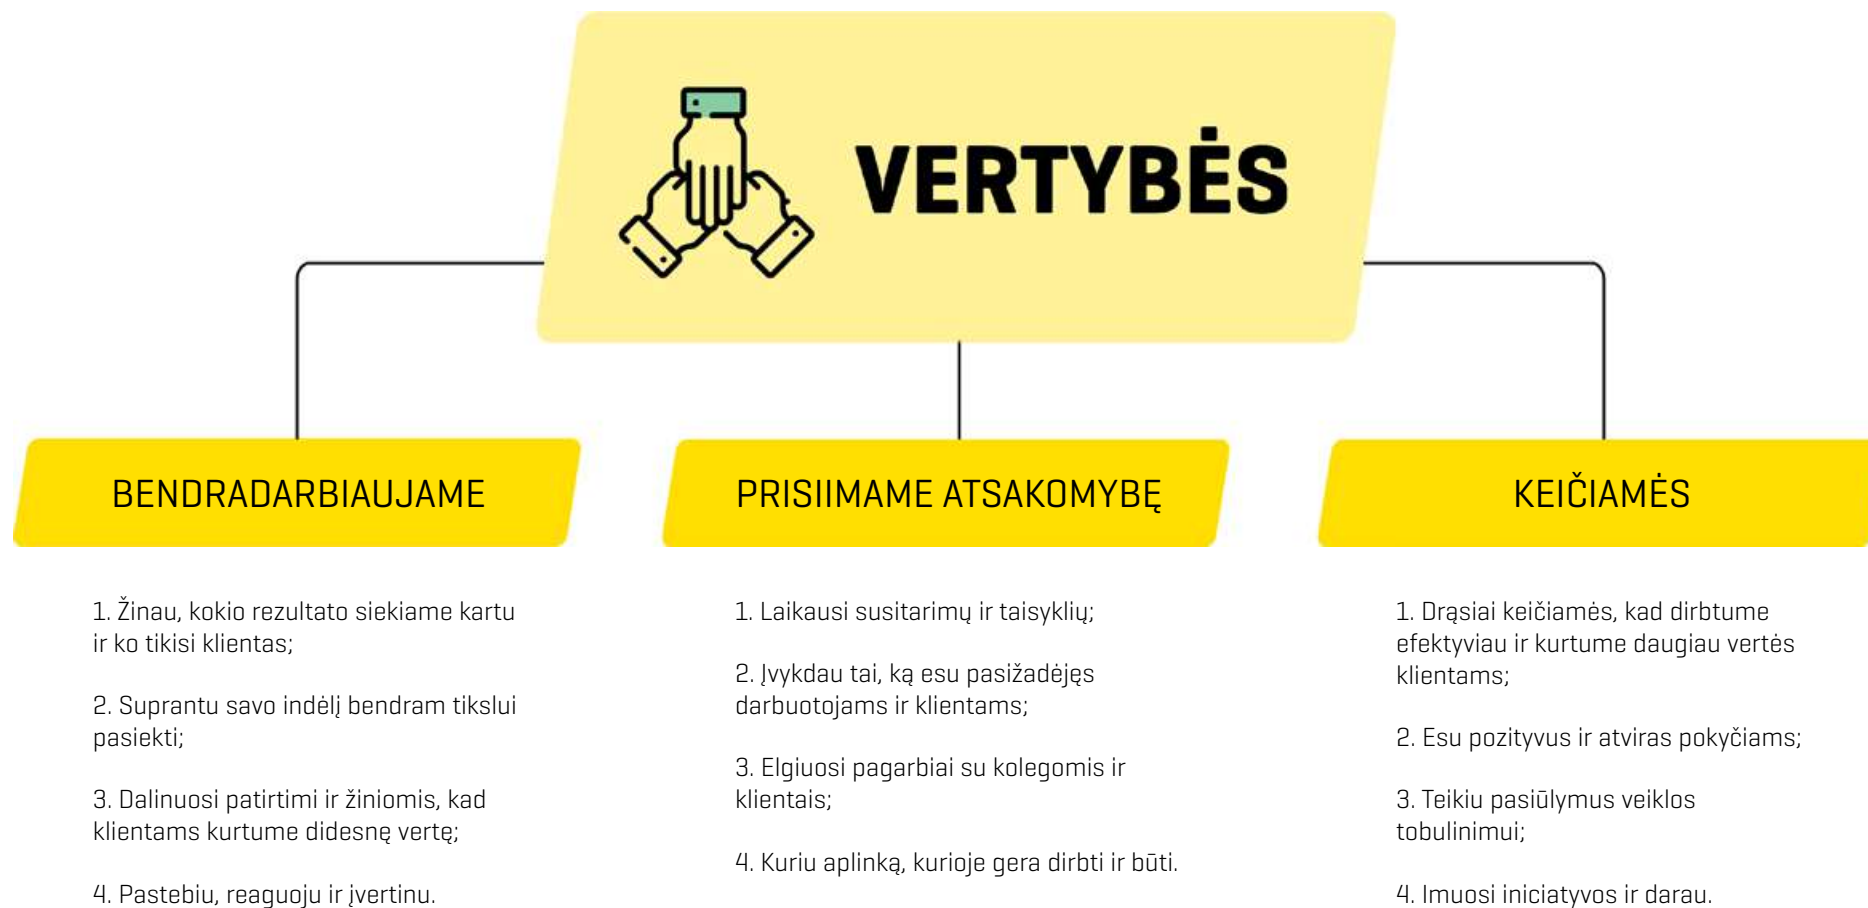 VERTYBĖS
BENDRADARBIAUJAME
1. Žinau, kokio rezultato siekiame kartu
ir ko tikisi klientas;
2. Suprantu savo indėlį bendram tikslui
pasiekti;
3. Dalinuosi patirtimi ir žiniomis, kad
klientams kurtume didesnę vertę;
4. Pastebiu, reaguoju ir įvertinu.
PRISIIMAME ATSAKOMYBĘ
1. Laikausi susitarimų ir taisyklių;
2. Įvykdau tai, ką esu pasižadėjęs
darbuotojams ir klientams;
3. Elgiuosi pagarbiai su kolegomis ir
klientais;
4. Kuriu aplinką, kurioje gera dirbti ir būti.
KEIČIAMĖS
1. Drąsiai keičiamės, kad dirbtume
efektyviau ir kurtume daugiau vertės
klientams;
2. Esu pozityvus ir atviras pokyčiams;
3. Teikiu pasiūlymus veiklos
tobulinimui;
4. Imuosi iniciatyvos ir darau.